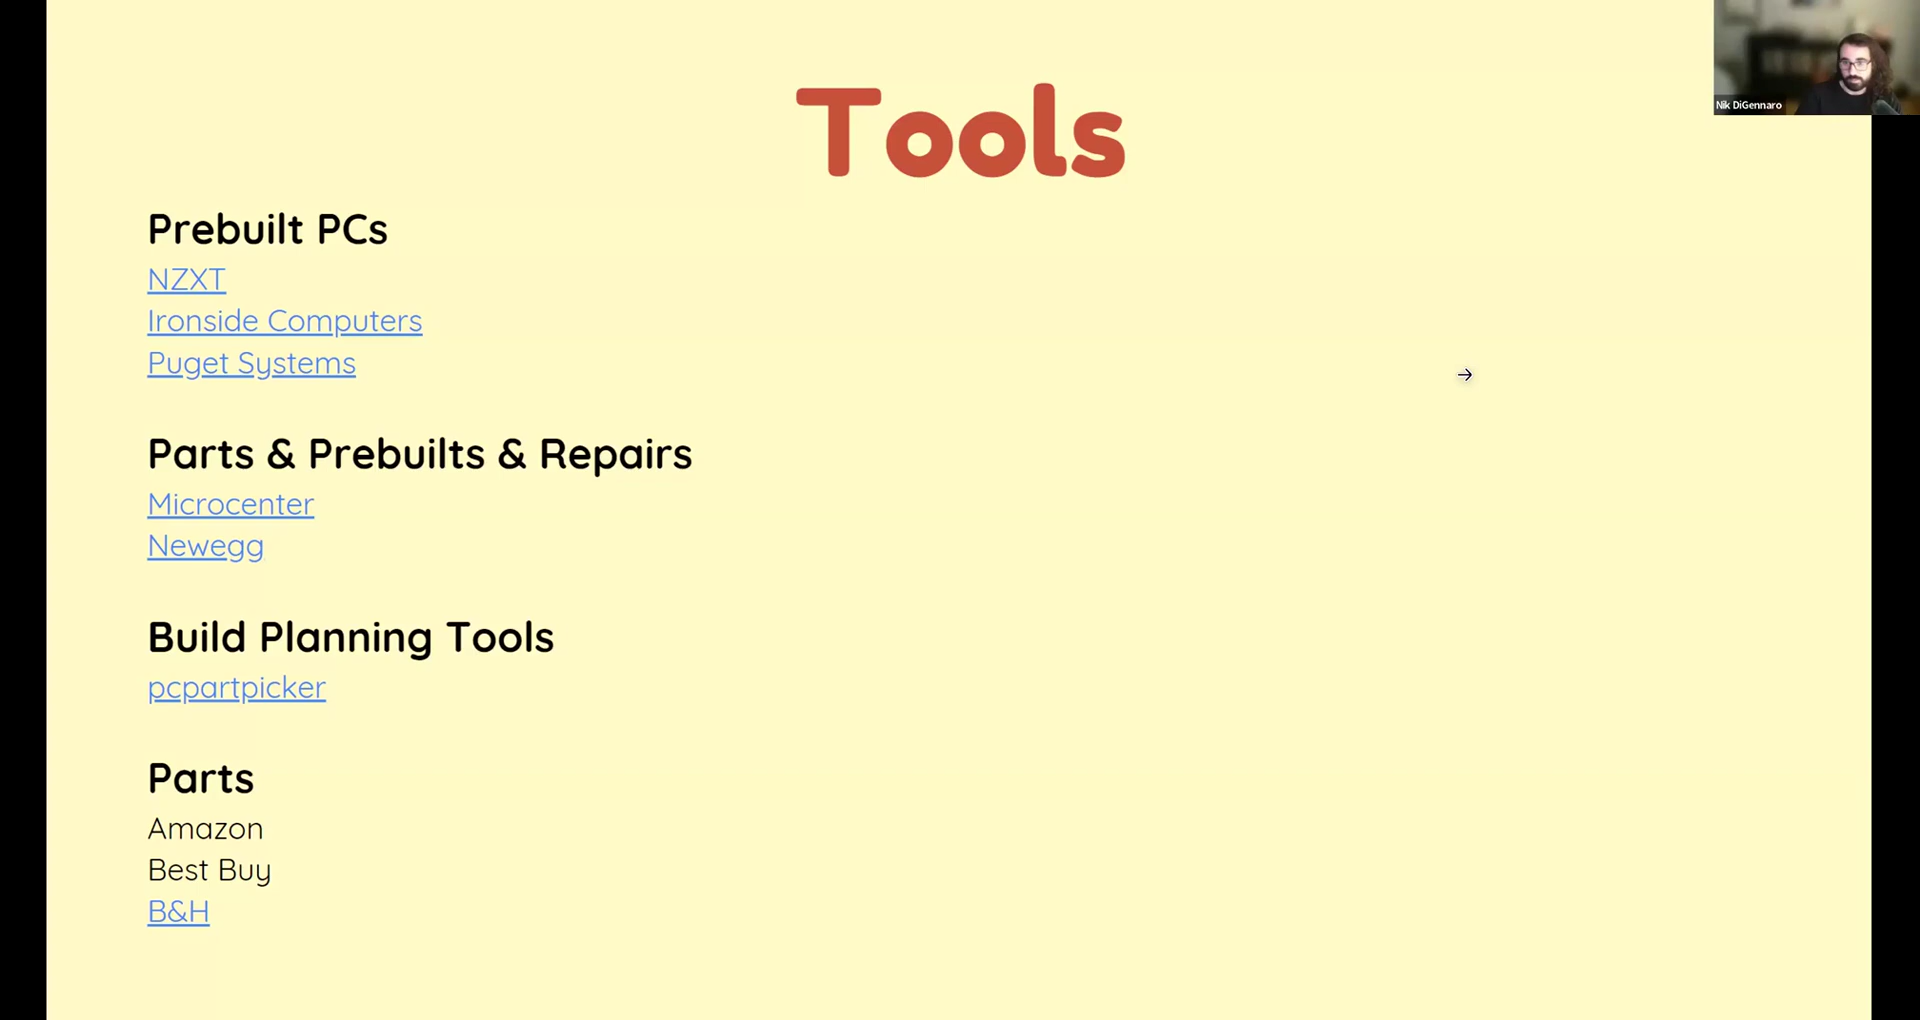 Tools
Nik DiGennaro
Prebuilt PCs
NZXT
Ironside Computers
Puget Systems
Parts & Prebuilts & Repairs
Microcenter
Newegg
Build Planning Tools
pcpartpicker
Parts
Amazon
Best Buy
B&H